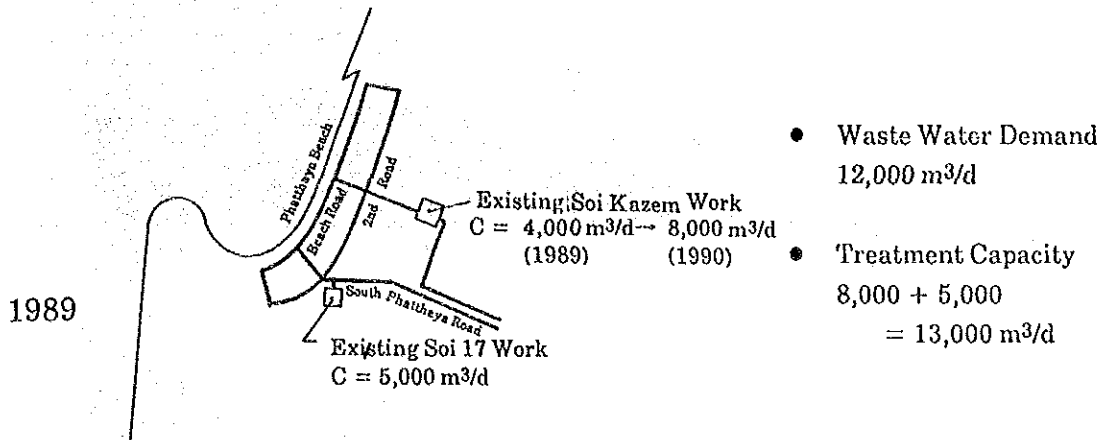 1989
Phatthaya Beach
Beach Road
2nd Road
Existing Soi Kazem Work
C = 4,000 m³/d → 8,000 m³/d
(1989) (1990)
South Phattheya Road
Existing Soi 17 Work
C = 5,000 m³/d
• Waste Water Demand
12,000 m³/d
• Treatment Capacity
8,000 + 5,000
= 13,000 m³/d